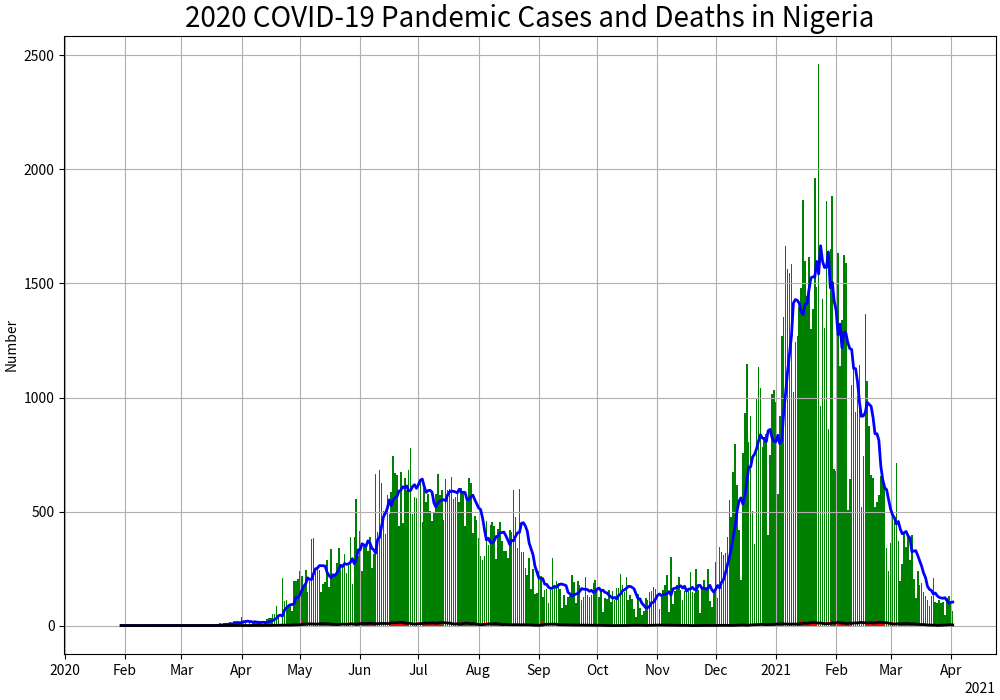 2020 COVID-19 Pandemic Cases and Deaths in Nigeria
2500
2000
1500
1000
500
0
Number
2020 Feb Mar Apr May Jun Jul Aug Sep Oct Nov Dec 2021 Feb Mar Apr
2021